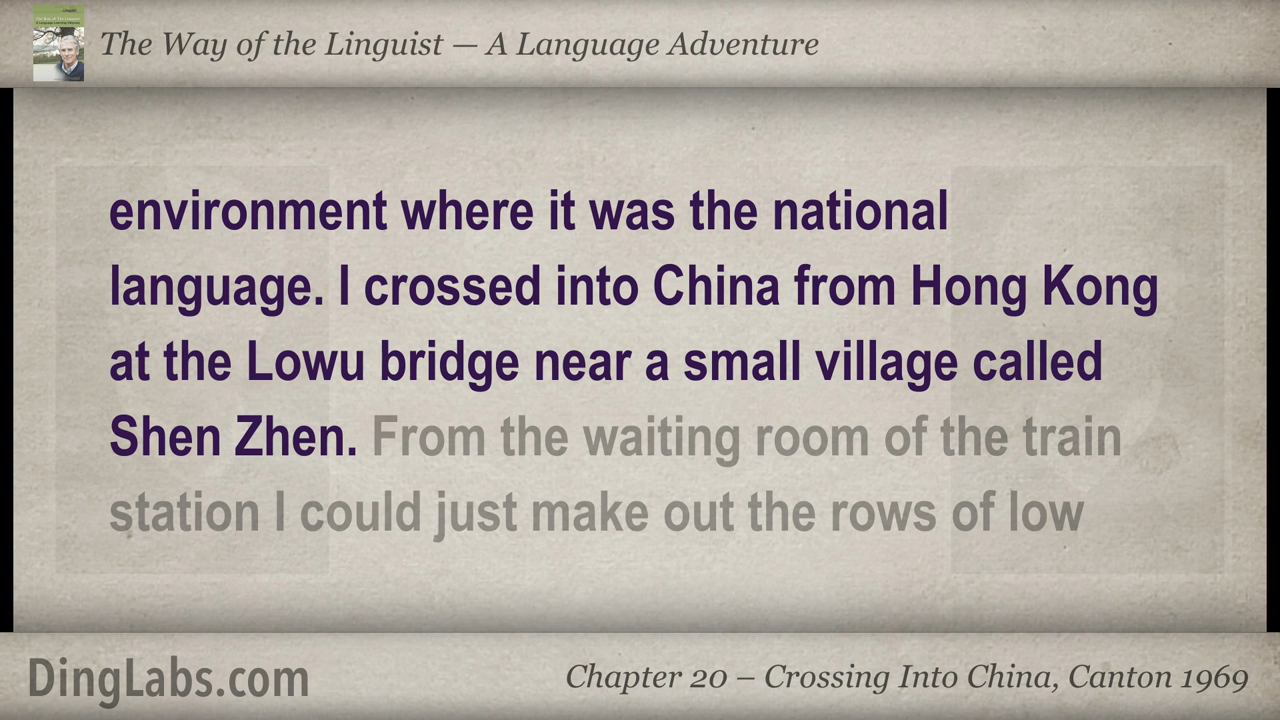 The Way of the Linguist — A Language Adventure
environment where it was the national
language. I crossed into China from Hong Kong
at the Lowu bridge near a small village called
Shen Zhen. From the waiting room of the train
station I could just make out the rows of low
DingLabs.com
Chapter 20 – Crossing Into China, Canton 1969